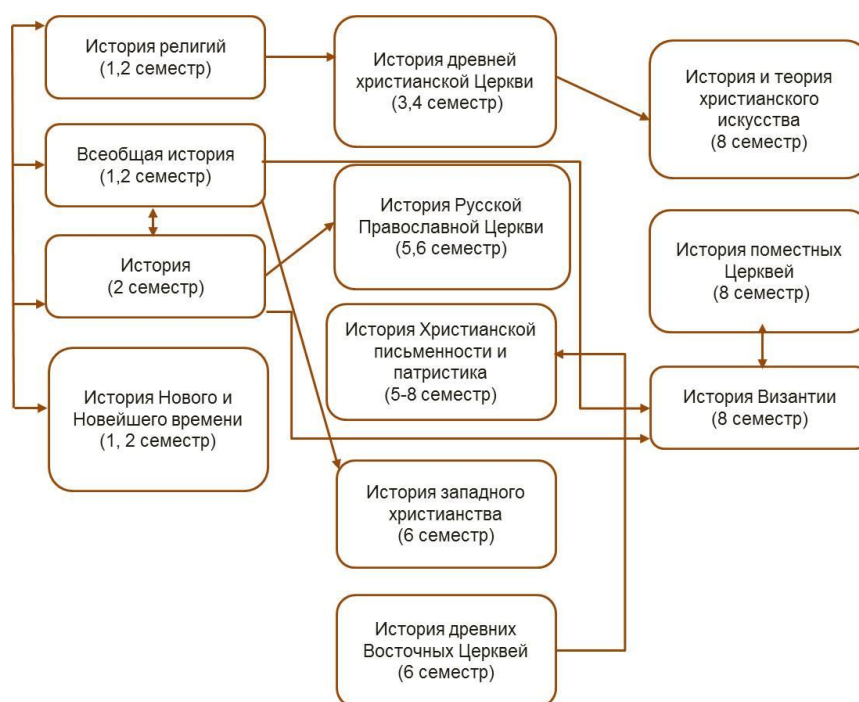 История религий
(1,2 семестр)
История древней
христианской Церкви
(3,4 семестр)
История и теория
христианского
искусства
(8 семестр)
Всеобщая история
(1,2 семестр)
История Русской
Православной Церкви
(5,6 семестр)
История
(2 семестр)
История поместных
Церквей
(8 семестр)
История Христианской
письменности и
патристика
(5-8 семестр)
История Нового и
Новейшего времени
(1, 2 семестр)
История Византии
(8 семестр)
История западного
христианства
(6 семестр)
История древних
Восточных Церквей
(6 семестр)